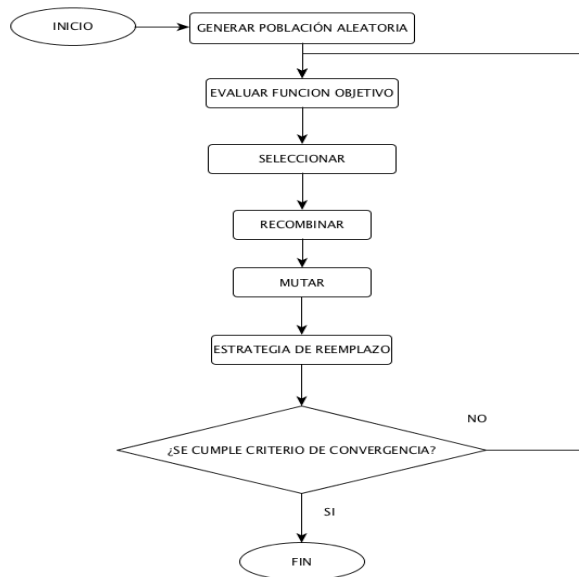 INICIO
GENERAR POBLACIÓN ALEATORIA
EVALUAR FUNCION OBJETIVO
SELECCIONAR
RECOMBINAR
MUTAR
ESTRATEGIA DE REEMPLAZO
NO
¿SE CUMPLE CRITERIO DE CONVERGENCIA?
SI
FIN